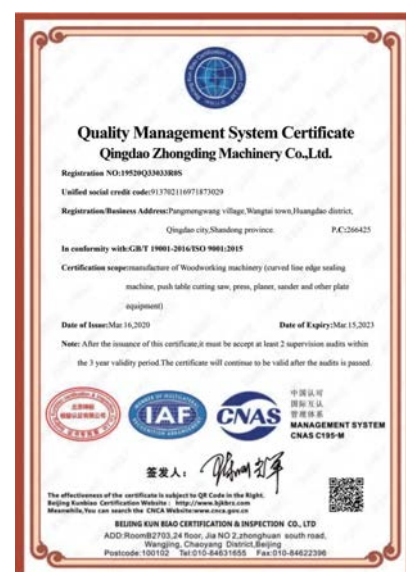 Quality Management System Certificate
Qingdao Zhongding Machinery Co.,Ltd.
Registration NO:19520Q33033R0S
Unified social credit code:913702116971873029
Registration/Business Address:Pangmengwang village,Wangtai town,Huangdao district,
Qingdao city,Shandong province. P.C:266425
In conformity with:GB/T 19001-2016/ISO 9001:2015
Certification scope:manufacture of Woodworking machinery (curved line edge sealing
machine, push table cutting saw, press, planer, sander and other plate
equipment)
Date of Issue:Mar.16,2020 Date of Expiry:Mar.15,2023
Note: After the issuance of this certificate,it must be accept at least 2 supervision audits within
the 3 year validity period.The certificate will continue to be valid after the audits is passed.
IAF
CNAS
中国认可
国际互认
管理体系
MANAGEMENT SYSTEM
CNAS C195-M
签发人:
The effectiveness of the certificate is subject to QR Code in the Right.
Beijing Kunbiao Certification Website : http://www.bjkbrz.com
Meanwhile,You can search the CNCA Website:www.cnca.gov.cn
BEIJING KUN BIAO CERTIFICATION & INSPECTION CO., LTD
ADD:RoomB2703,24 floor, Jia NO 2,zhonghuan south road,
Wangjing, Chaoyang District,Beijing
Postcode:100102 Tel:010-84631655 Fax:010-84622396